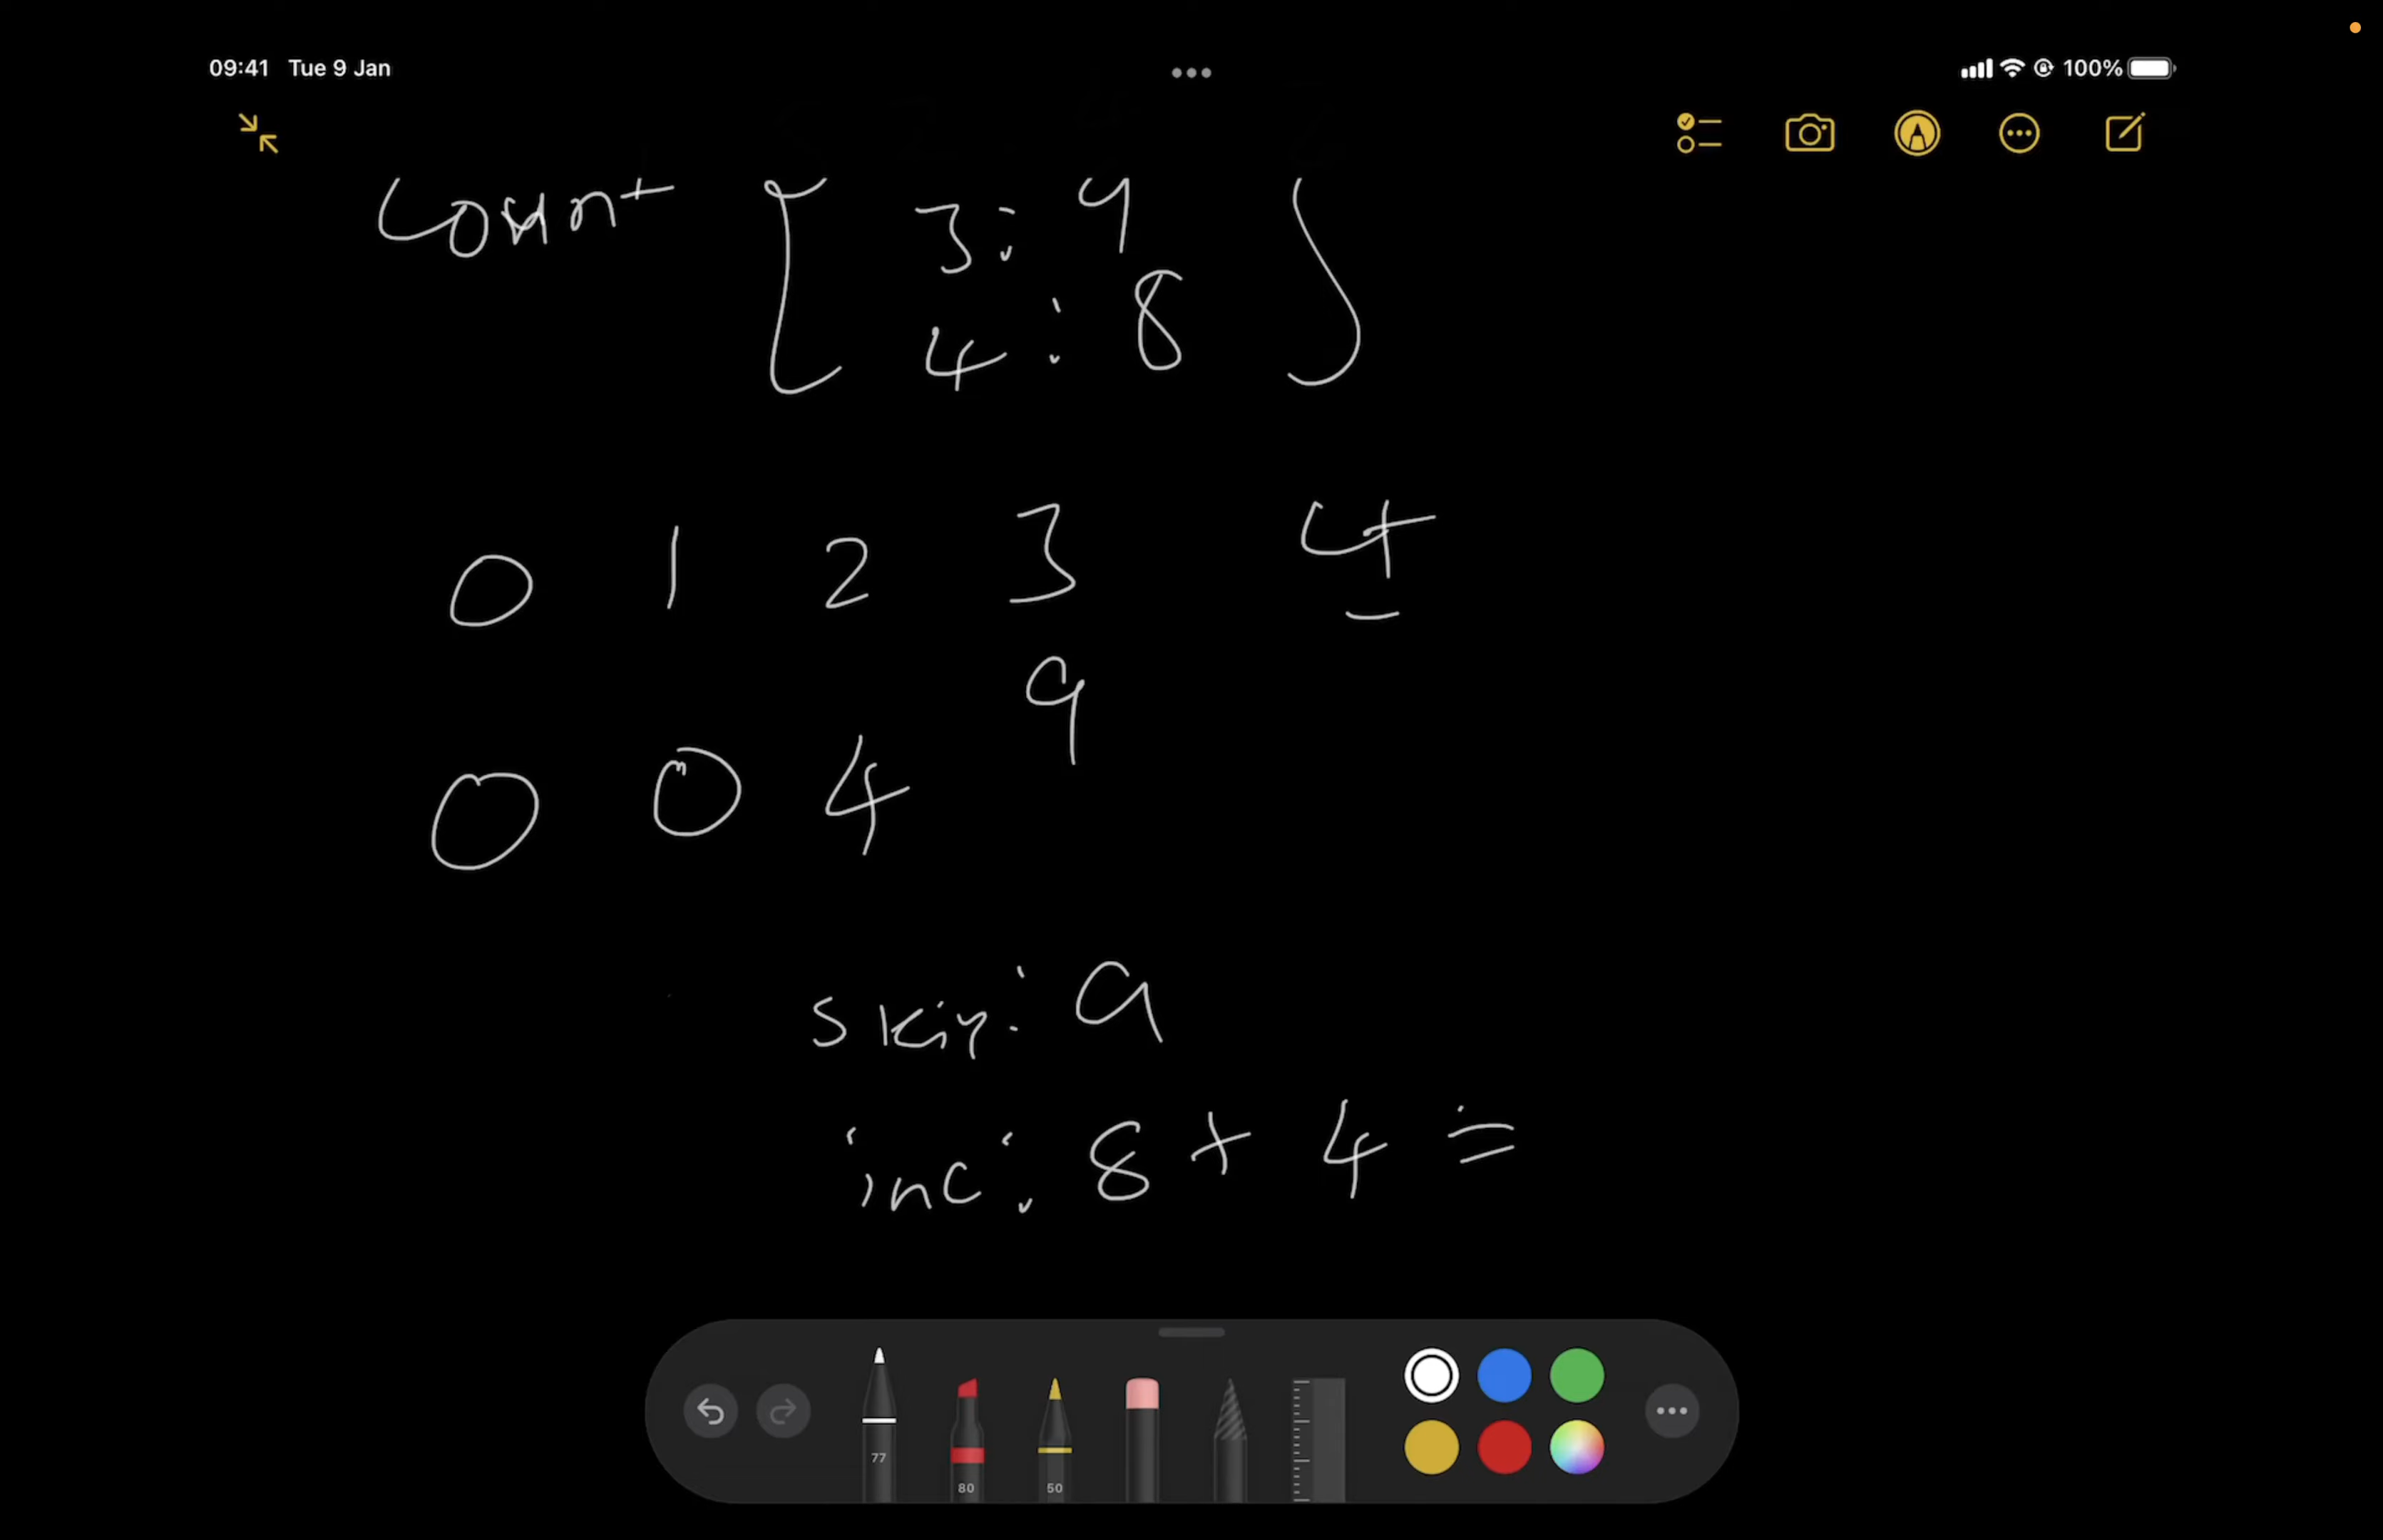 09:41 Tue 9 Jan 100%
Count [ 3: 9 ]
4: 8
0 1 2 3 4
9
0 0 4
skip: 9
inc: 8 + 4 =
77 80 50